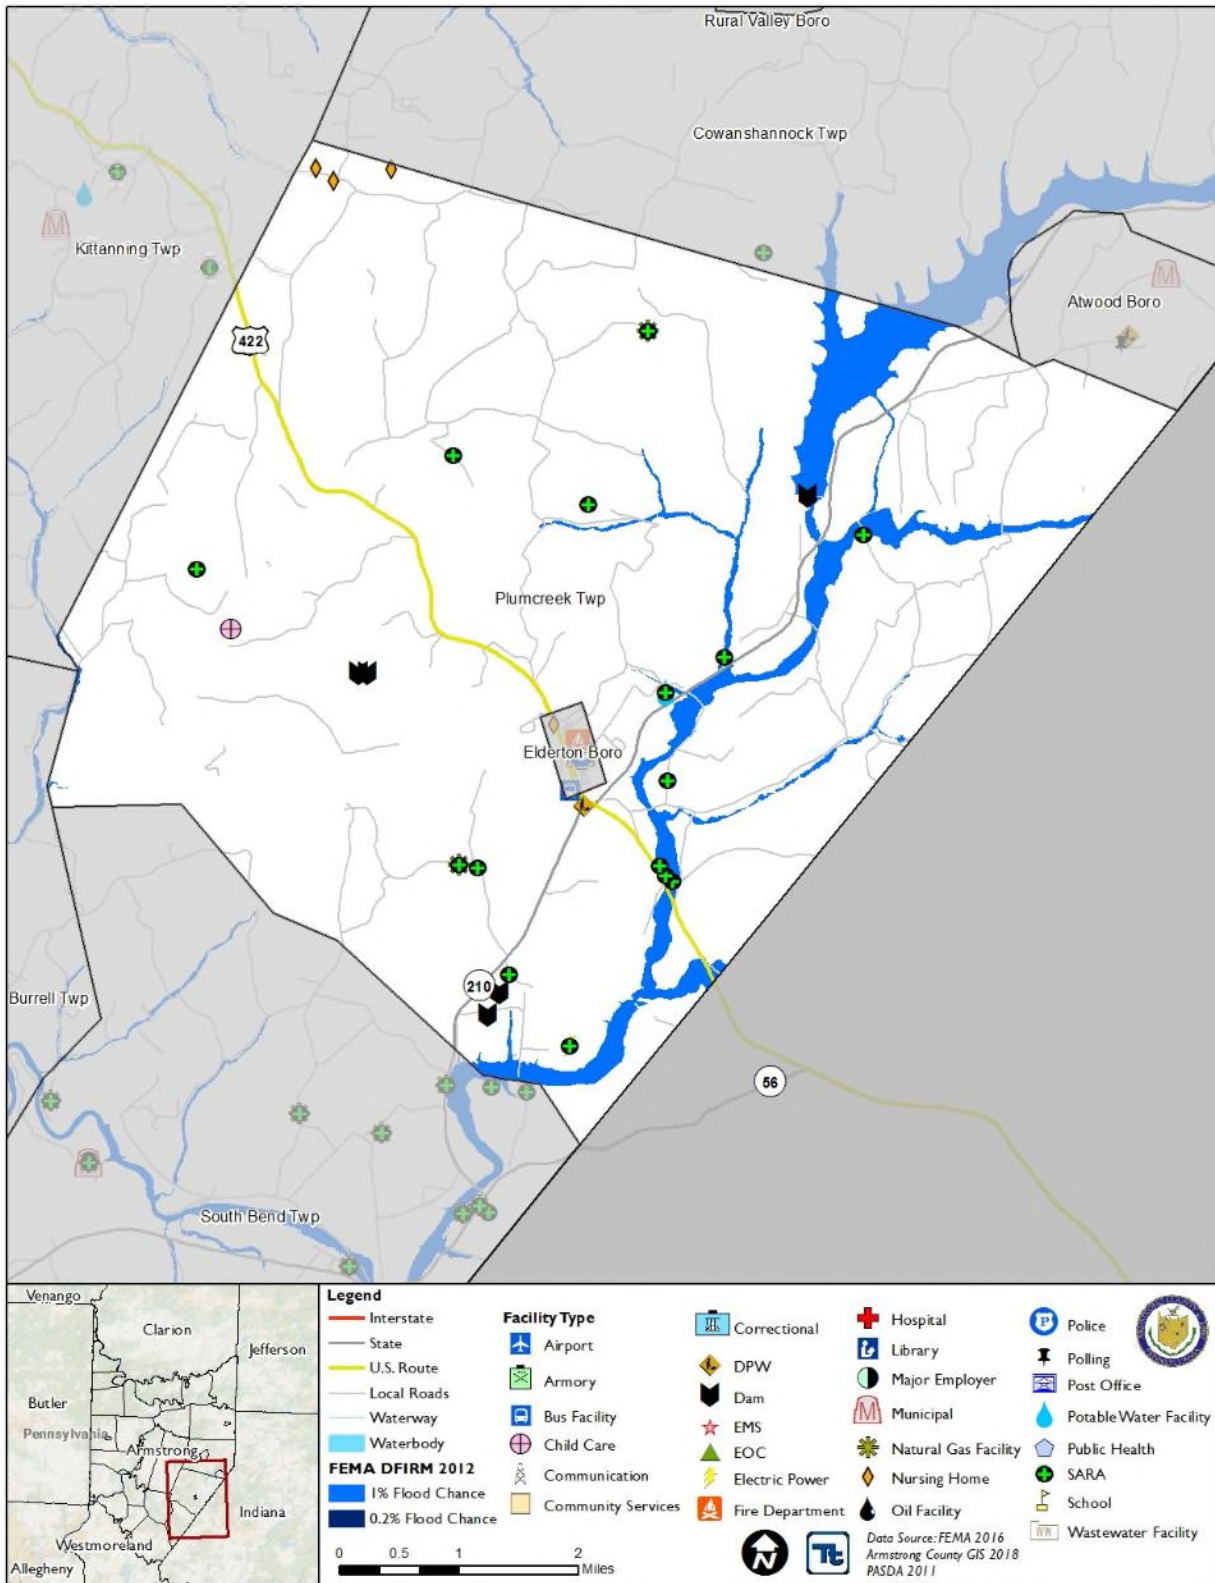 Rural Valley Boro
Cowanshannock Twp
Kittanning Twp
M
M
Atwood Boro
422
Plumcreek Twp
Elderton Boro
210
Burrell Twp
56
M
South Bend Twp
Venango
Clarion
Jefferson
Butler
Pennsylvania
Armstrong
Indiana
Westmoreland
Allegheny
Legend
Interstate
State
U.S. Route
Local Roads
Waterway
Waterbody
FEMA DFIRM 2012
1% Flood Chance
0.2% Flood Chance
0 0.5 1 2
Miles
Facility Type
Airport
Armory
Bus Facility
Child Care
Communication
Community Services
Correctional
DPW
Dam
EMS
EOC
Electric Power
Fire Department
N
Tt
Hospital
Library
Major Employer
M Municipal
Natural Gas Facility
Nursing Home
Oil Facility
Data Source: FEMA 2016
Armstrong County GIS 2018
PASDA 2011
P Police
Polling
Post Office
Potable Water Facility
Public Health
SARA
School
WW Wastewater Facility